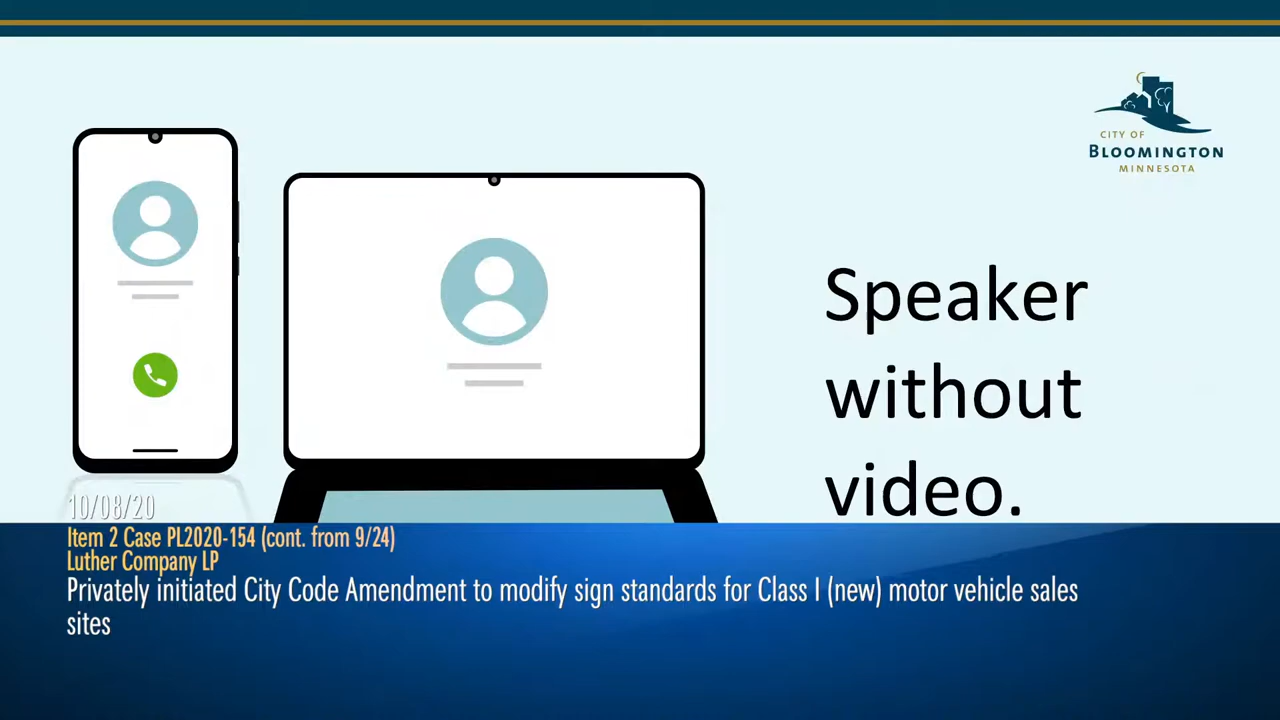 CITY OF
BLOOMINGTON
MINNESOTA
Speaker
without
video.
10/08/20
Item 2 Case PL2020-154 (cont. from 9/24)
Luther Company LP
Privately initiated City Code Amendment to modify sign standards for Class I (new) motor vehicle sales
sites